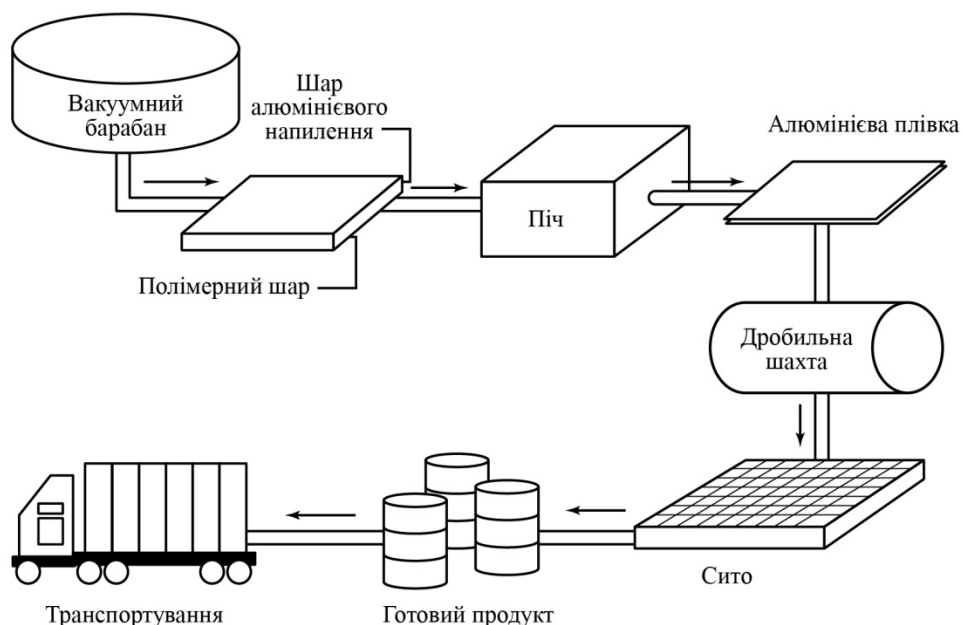 Вакуумний
барабан
Шар
алюмінієвого
напилення
Полімерний шар
Піч
Алюмінієва плівка
Дробильна
шахта
Сито
Готовий продукт
Транспортування